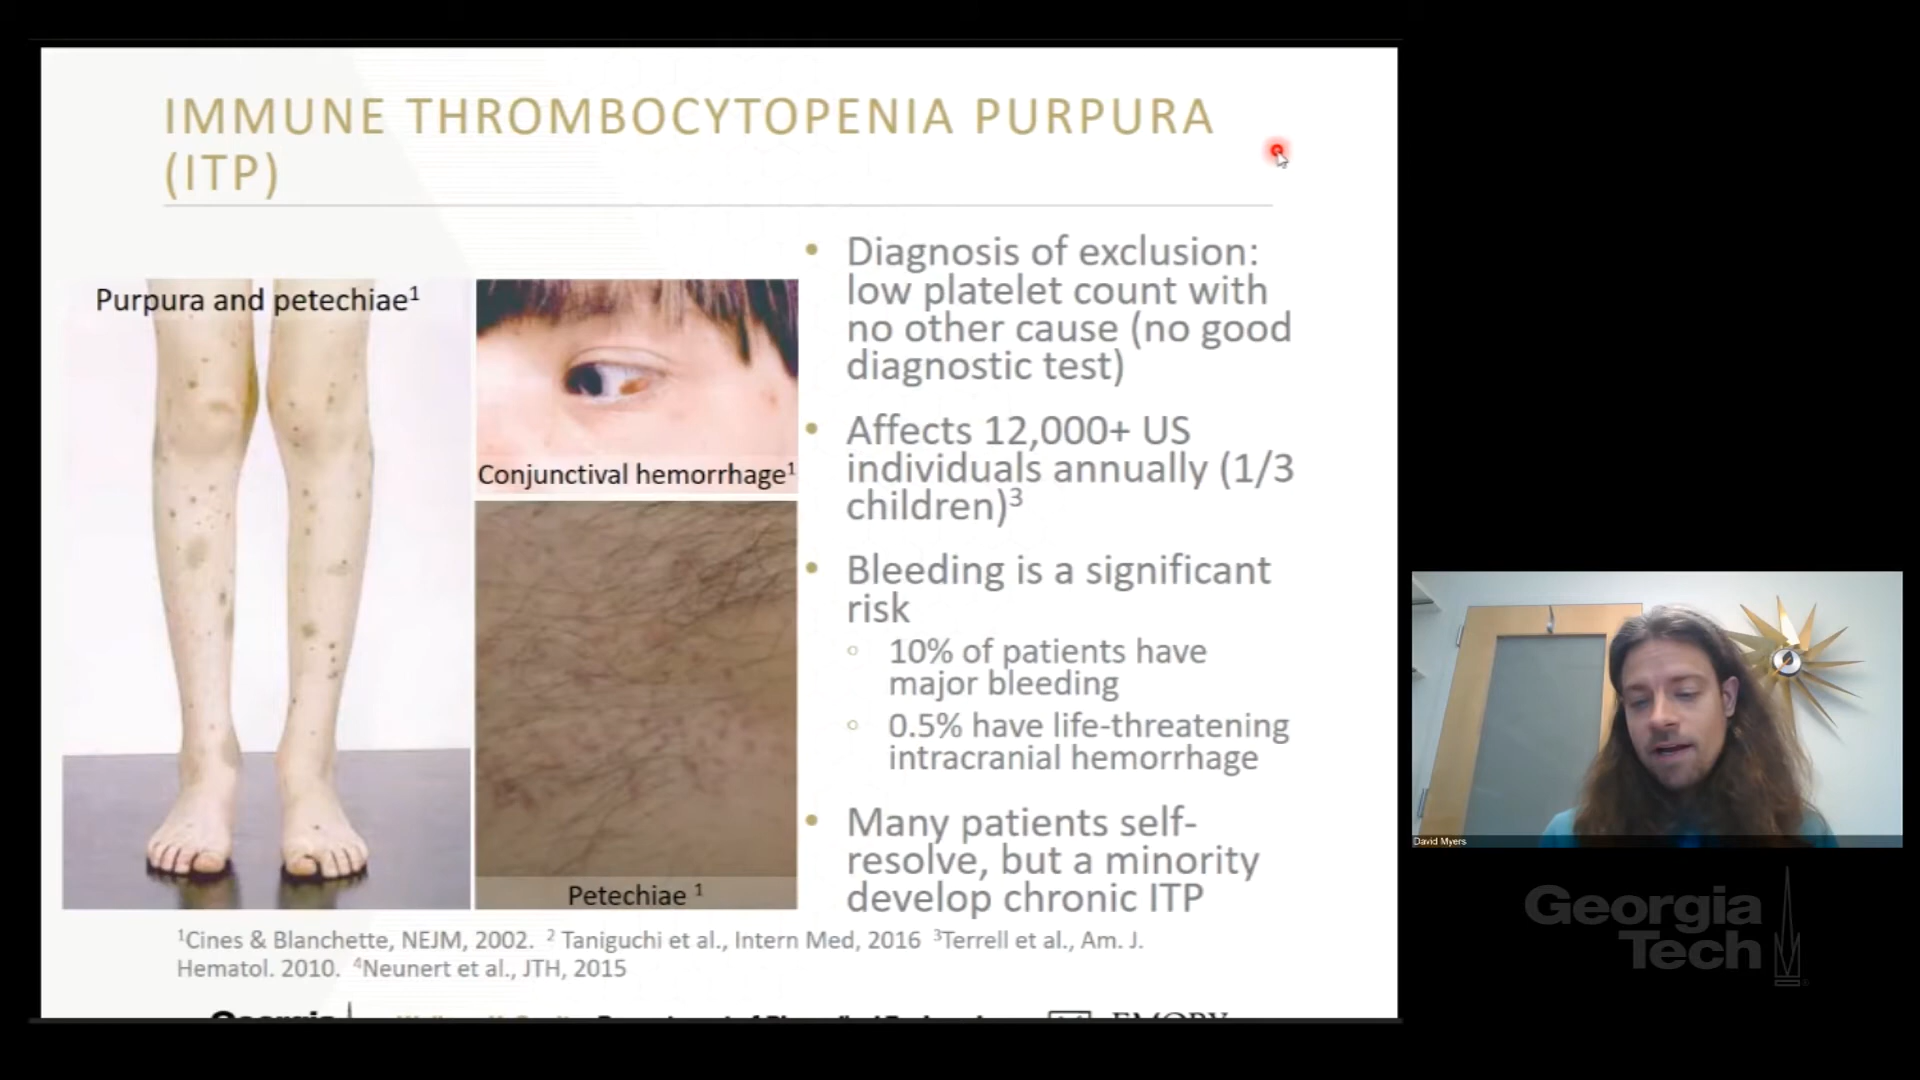 IMMUNE THROMBOCYTOPENIA PURPURA
(ITP)
Purpura and petechiae¹
Conjunctival hemorrhage¹
Petechiae ¹
• Diagnosis of exclusion:
low platelet count with
no other cause (no good
diagnostic test)
• Affects 12,000+ US
individuals annually (1/3
children)³
• Bleeding is a significant
risk
○ 10% of patients have
major bleeding
○ 0.5% have life-threatening
intracranial hemorrhage
• Many patients self-
resolve, but a minority
develop chronic ITP
¹Cines & Blanchette, NEJM, 2002. ² Taniguchi et al., Intern Med, 2016 ³Terrell et al., Am. J.
Hematol. 2010. ⁴Neunert et al., JTH, 2015
Georgia
EMORY
David Myers
Georgia
Tech